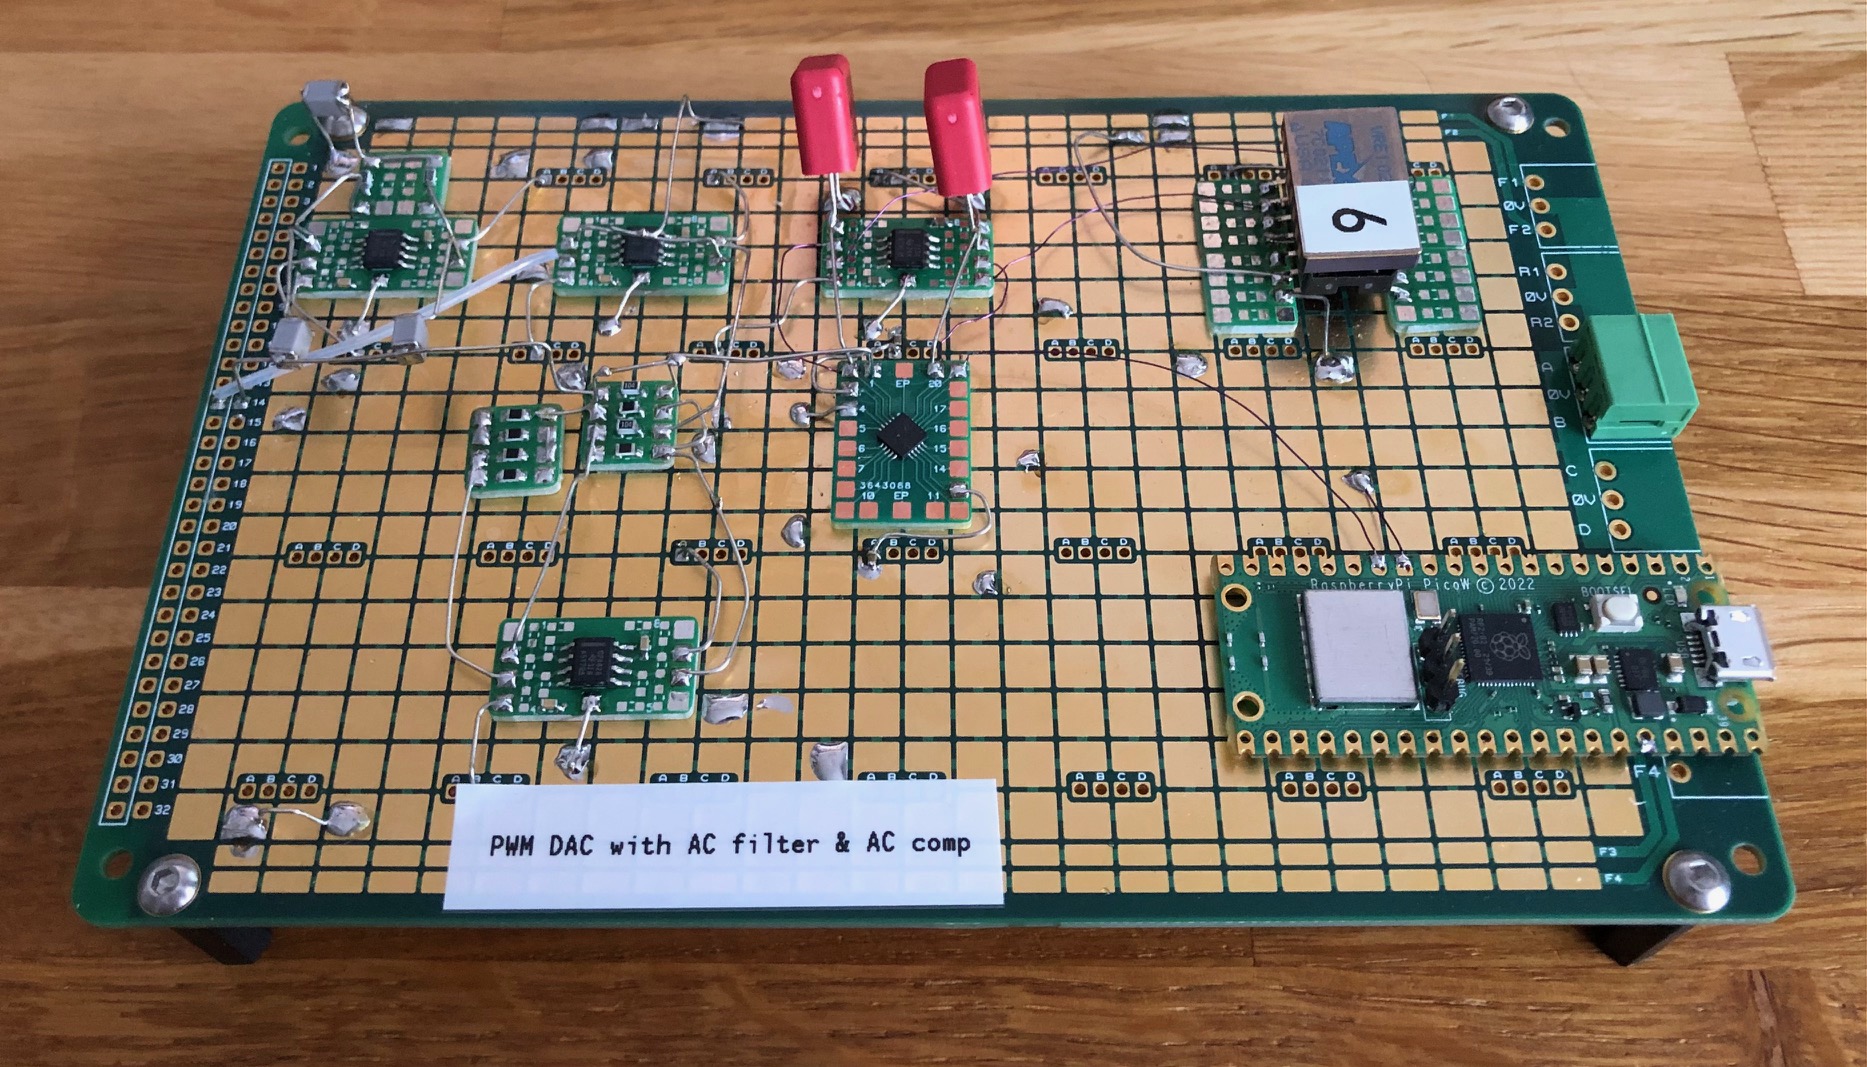 F1
F2
A B C D
A B C D
A B C D
A B C D
6
F1
0V
F2
R1
0V
R2
A
0V
B
C
0V
D
14
15
16
17
18
19
20
21
22
23
24
25
26
27
28
29
30
31
32
1 EP 20
4 17
5 16
6 15
7 14
3643088
10 EP 11
A B C D
A B C D
A B C D
A B C D
A B C D
A B C D
A B C D
RaspberryPi PicoW © 2022
BOOTSEL
A B C D
A B C D
A B C D
A B C D
A B C D
A B C D
A B C D
F4
PWM DAC with AC filter & AC comp
F3
F4